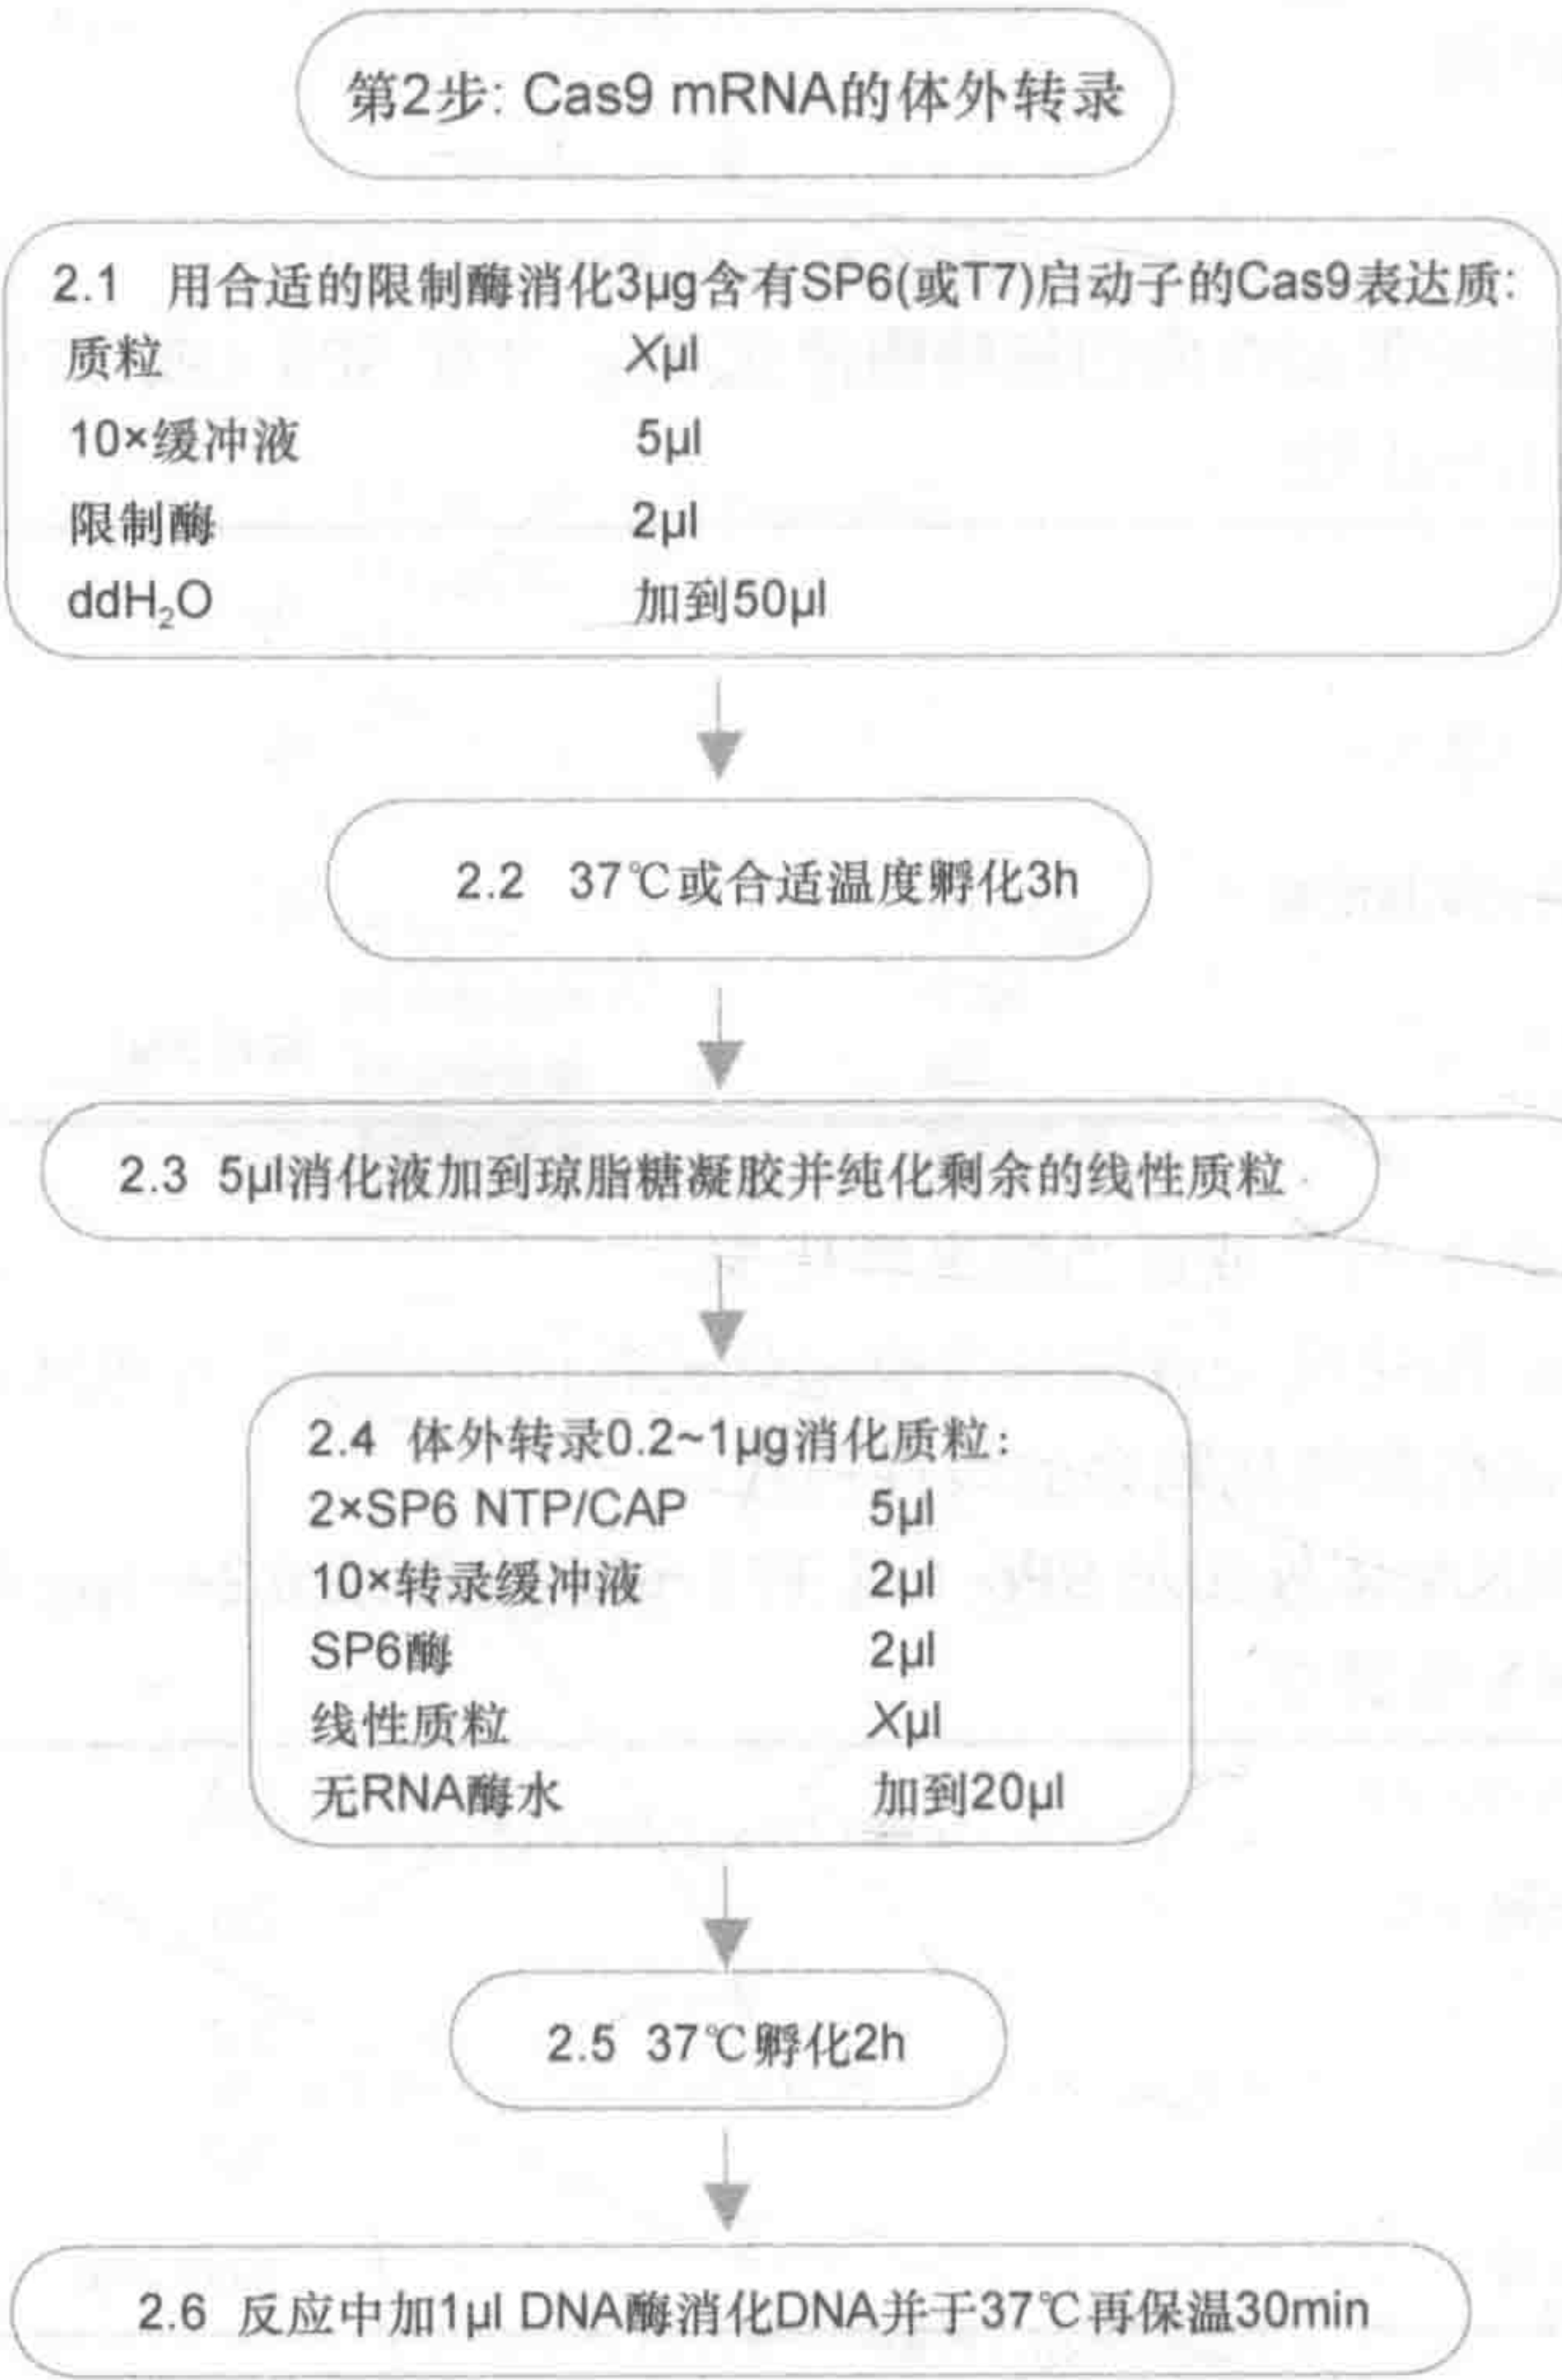 第2步: Cas9 mRNA的体外转录
2.1 用合适的限制酶消化3μg含有SP6(或T7)启动子的Cas9表达质:
质粒 Xμl
10×缓冲液 5μl
限制酶 2μl
ddH₂O 加到50μl
2.2 37℃或合适温度孵化3h
2.3 5μl消化液加到琼脂糖凝胶并纯化剩余的线性质粒
2.4 体外转录0.2~1μg消化质粒:
2×SP6 NTP/CAP 5μl
10×转录缓冲液 2μl
SP6酶 2μl
线性质粒 Xμl
无RNA酶水 加到20μl
2.5 37℃孵化2h
2.6 反应中加1μl DNA酶消化DNA并于37℃再保温30min